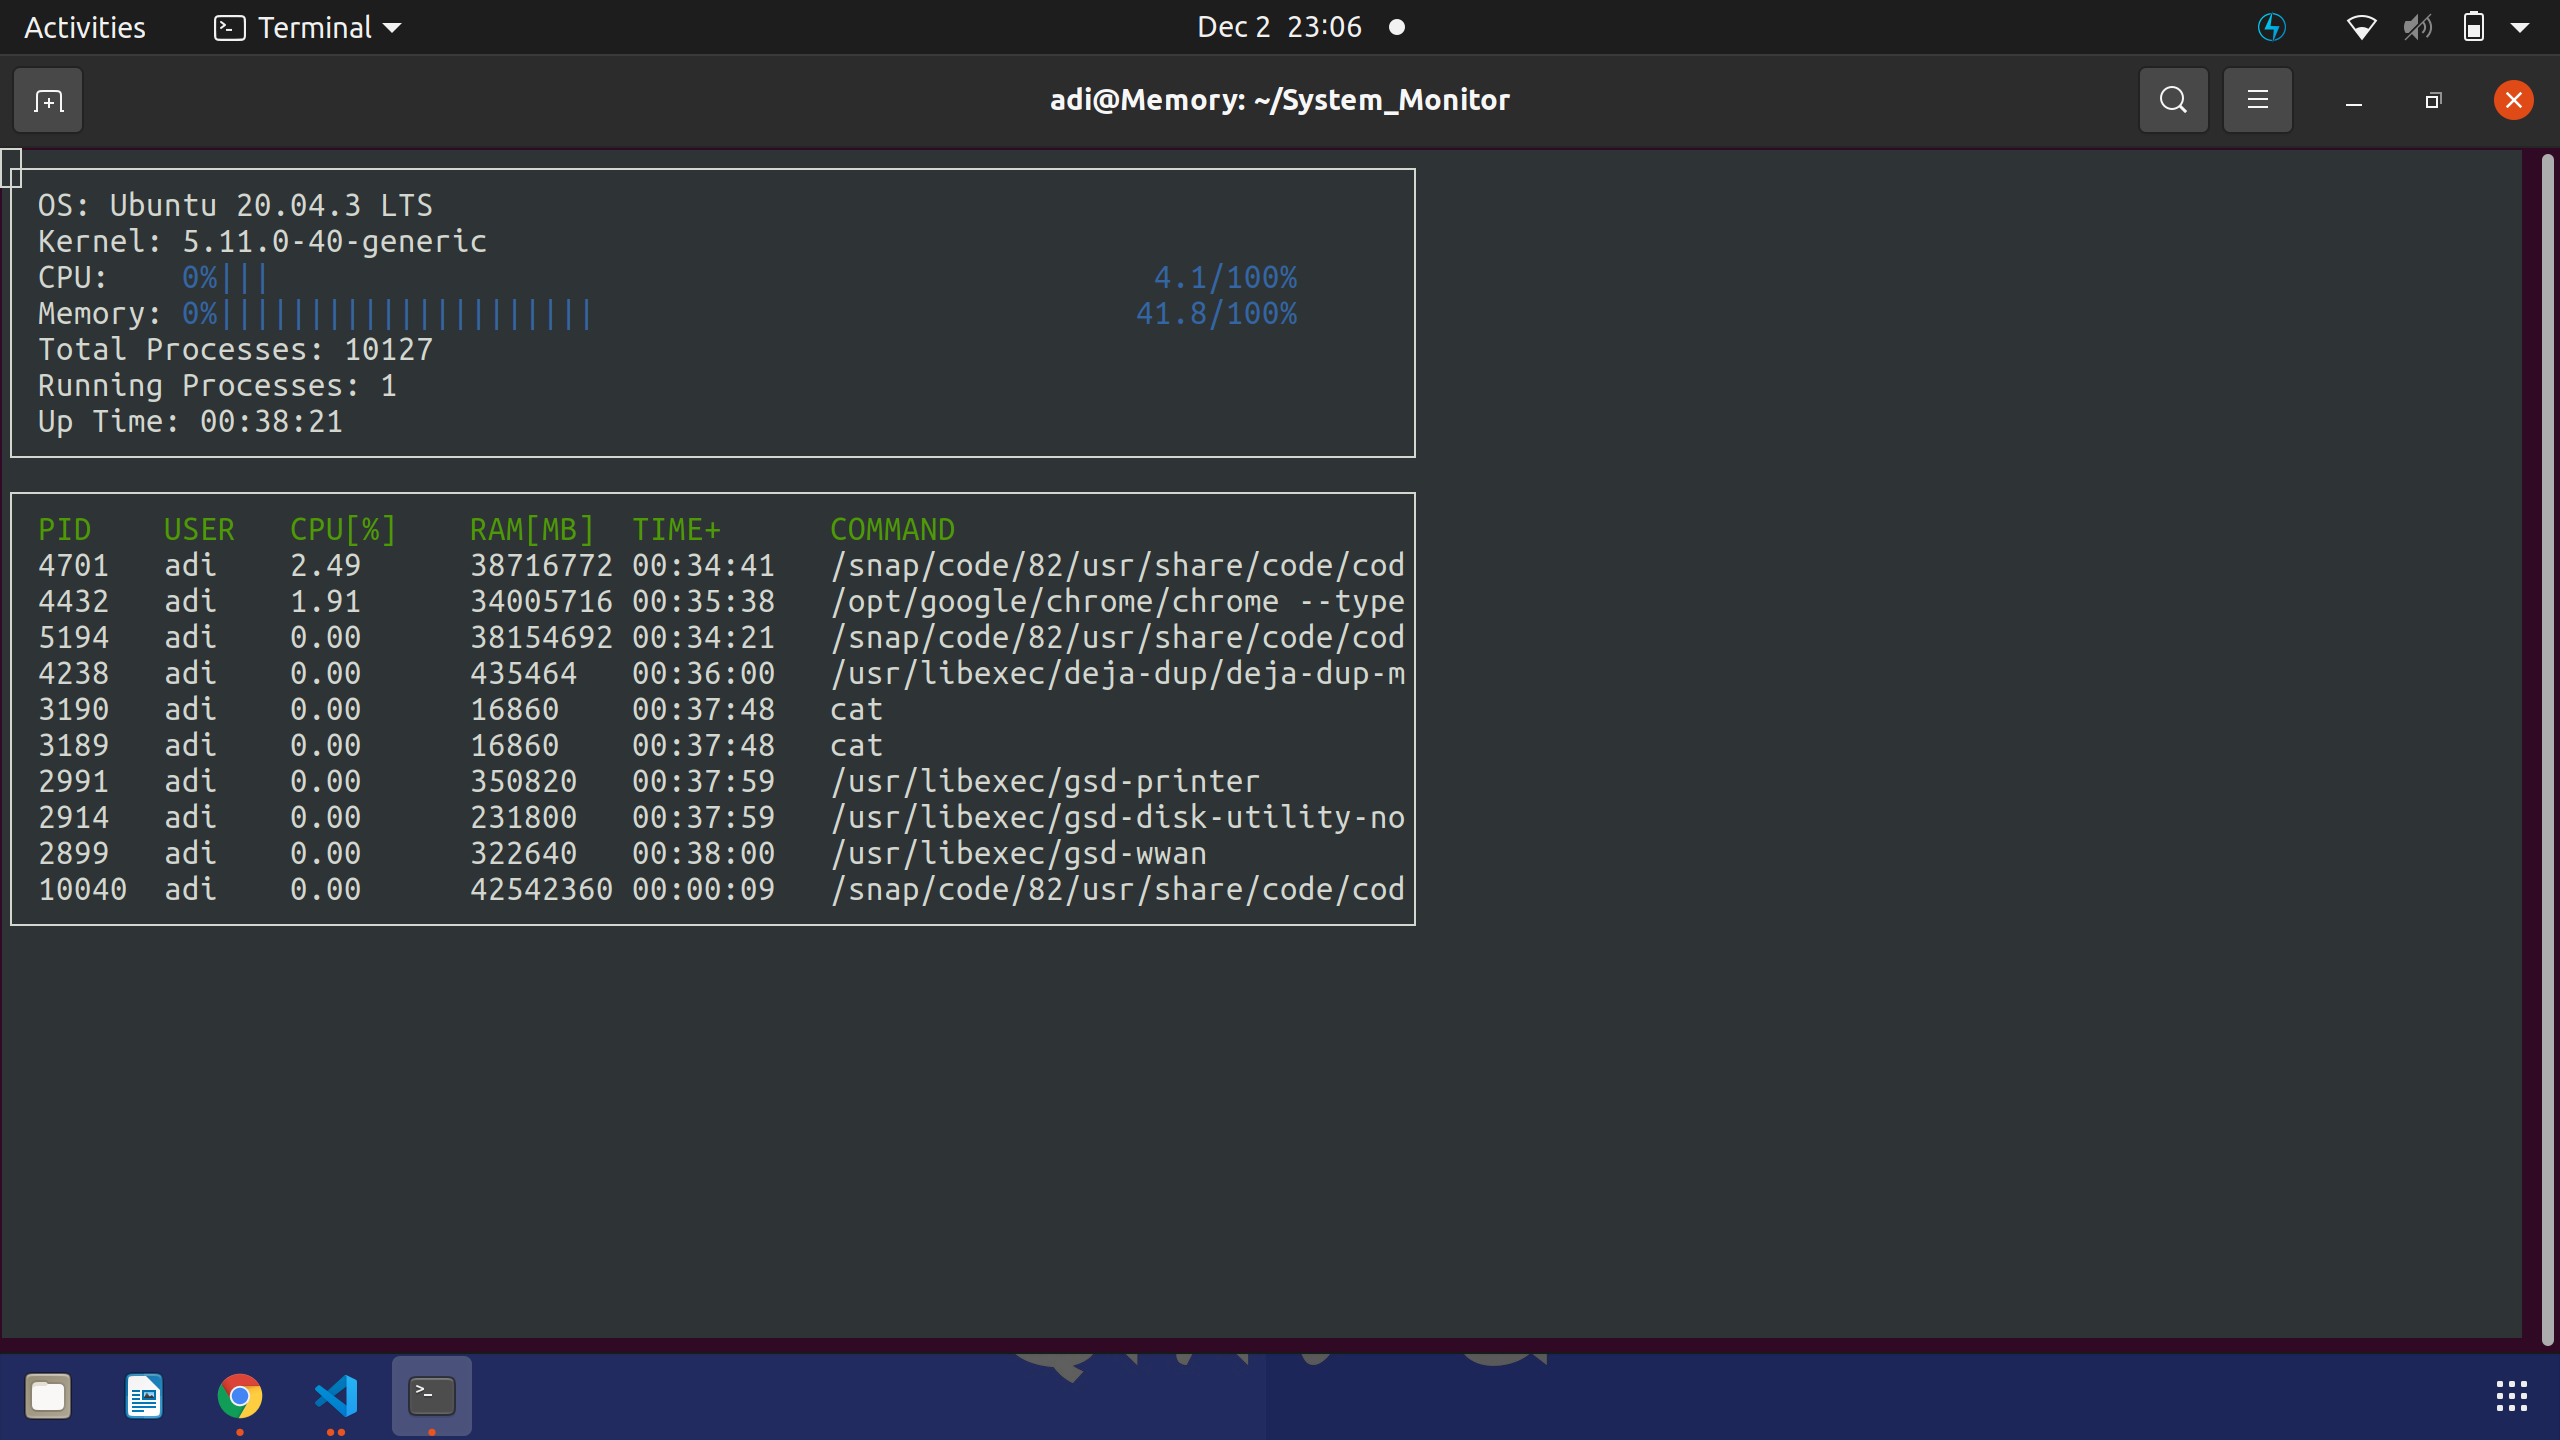 Activities Terminal Dec 2 23:06
adi@Memory: ~/System_Monitor
OS: Ubuntu 20.04.3 LTS
Kernel: 5.11.0-40-generic
CPU: 0%||| 4.1/100%
Memory: 0%||||||||||||||||||||| 41.8/100%
Total Processes: 10127
Running Processes: 1
Up Time: 00:38:21
PID USER CPU[%] RAM[MB] TIME+ COMMAND
4701 adi 2.49 38716772 00:34:41 /snap/code/82/usr/share/code/cod
4432 adi 1.91 34005716 00:35:38 /opt/google/chrome/chrome --type
5194 adi 0.00 38154692 00:34:21 /snap/code/82/usr/share/code/cod
4238 adi 0.00 435464 00:36:00 /usr/libexec/deja-dup/deja-dup-m
3190 adi 0.00 16860 00:37:48 cat
3189 adi 0.00 16860 00:37:48 cat
2991 adi 0.00 350820 00:37:59 /usr/libexec/gsd-printer
2914 adi 0.00 231800 00:37:59 /usr/libexec/gsd-disk-utility-no
2899 adi 0.00 322640 00:38:00 /usr/libexec/gsd-wwan
10040 adi 0.00 42542360 00:00:09 /snap/code/82/usr/share/code/cod